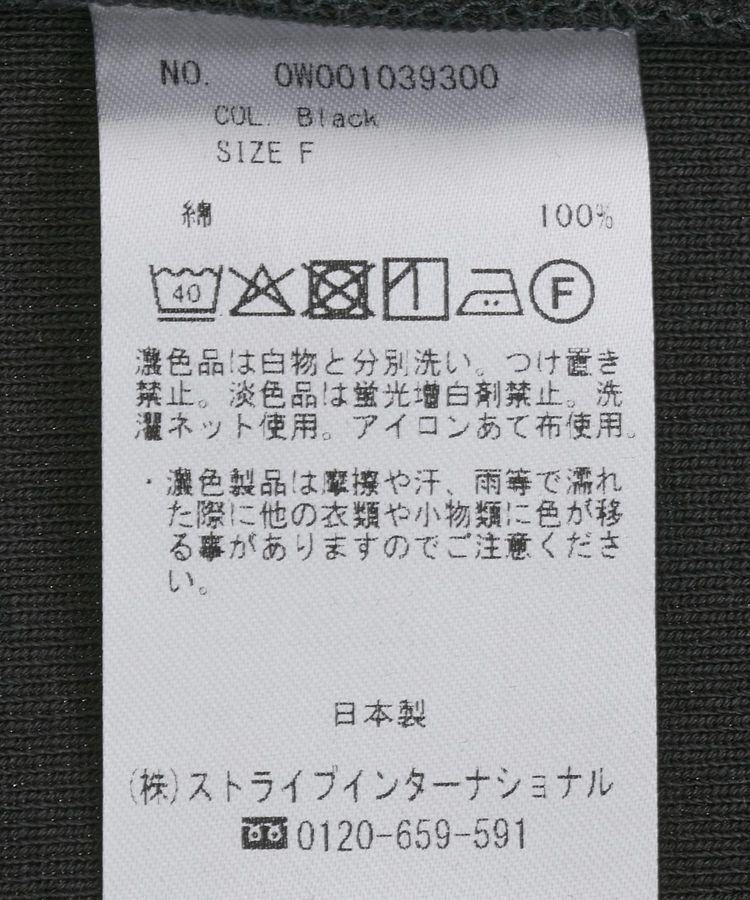 NO. OW001039300
COL. Black
SIZE F
綿 100%
40 F
濃色品は白物と分別洗い。つけ置き
禁止。淡色品は蛍光増白剤禁止。洗
濯ネット使用。アイロンあて布使用。
・濃色製品は摩擦や汗、雨等で濡れ
た際に他の衣類や小物類に色が移
る事がありますのでご注意くださ
い。
日本製
(株)ストライプインターナショナル
0120-659-591